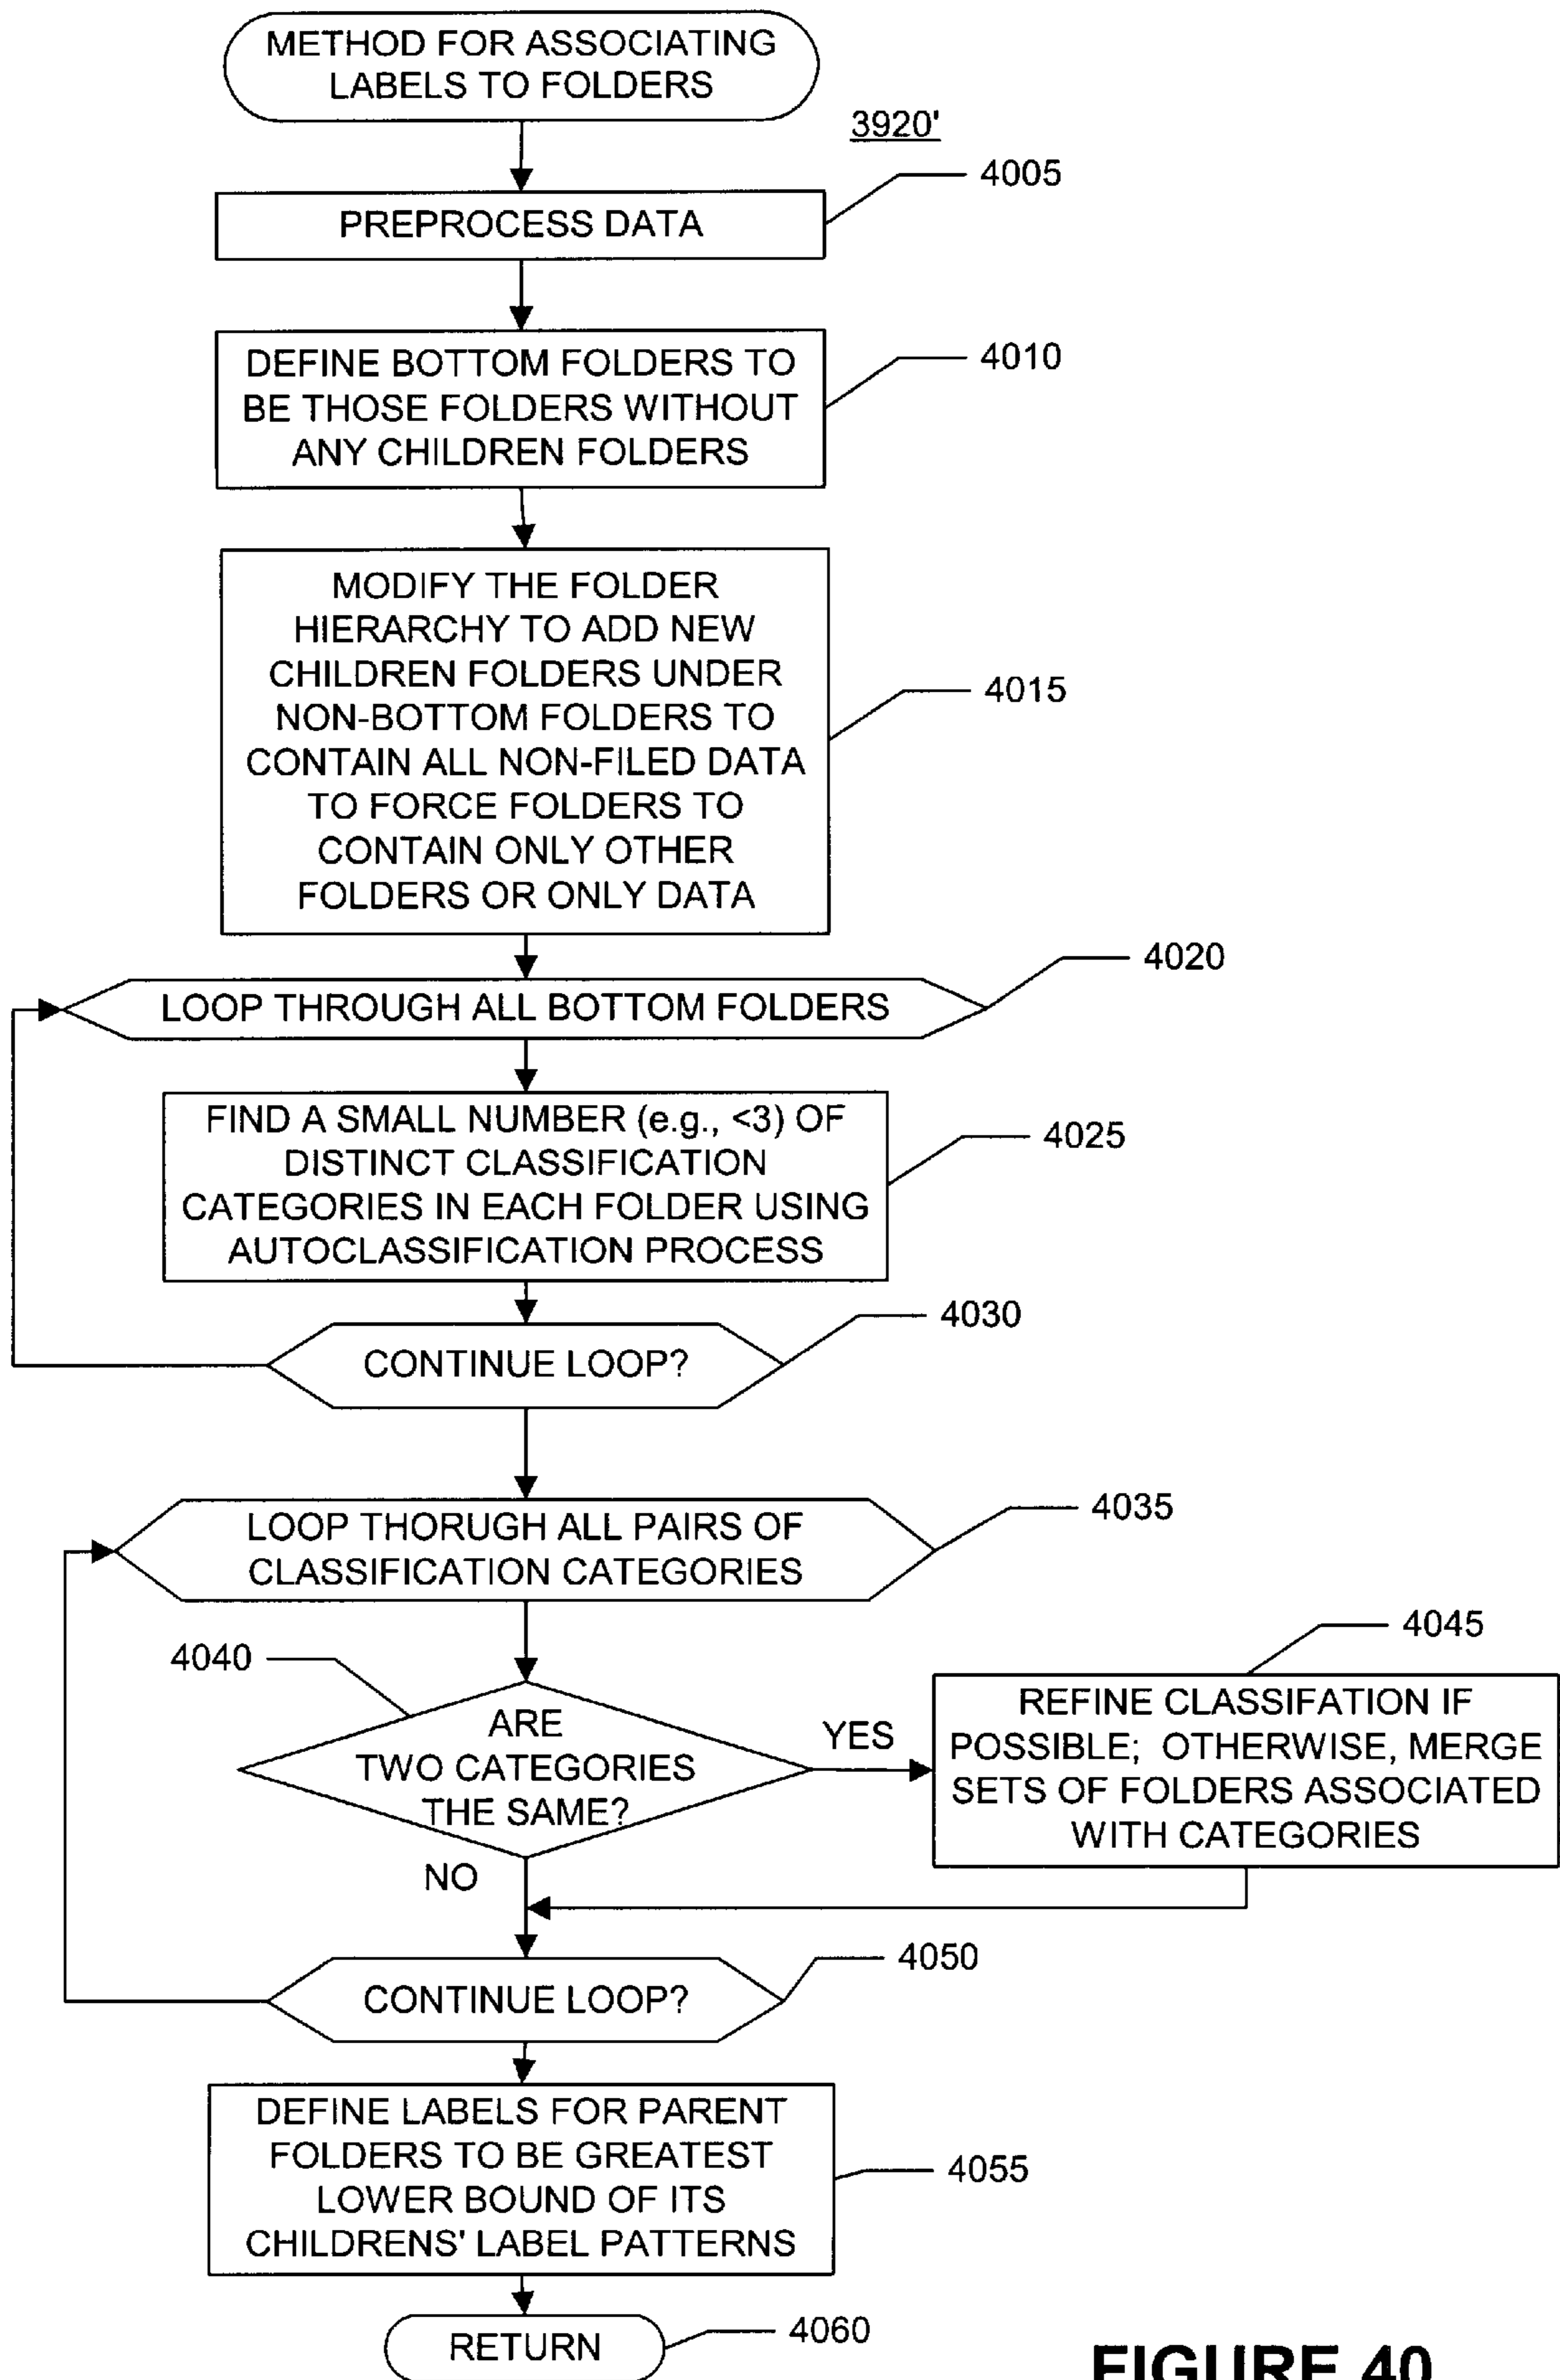 METHOD FOR ASSOCIATING
LABELS TO FOLDERS
3920'
4005
PREPROCESS DATA
4010
DEFINE BOTTOM FOLDERS TO
BE THOSE FOLDERS WITHOUT
ANY CHILDREN FOLDERS
MODIFY THE FOLDER
HIERARCHY TO ADD NEW
CHILDREN FOLDERS UNDER
NON-BOTTOM FOLDERS TO
CONTAIN ALL NON-FILED DATA
TO FORCE FOLDERS TO
CONTAIN ONLY OTHER
FOLDERS OR ONLY DATA
4015
4020
LOOP THROUGH ALL BOTTOM FOLDERS
FIND A SMALL NUMBER (e.g., <3) OF
DISTINCT CLASSIFICATION
CATEGORIES IN EACH FOLDER USING
AUTOCLASSIFICATION PROCESS
4025
4030
CONTINUE LOOP?
4035
LOOP THORUGH ALL PAIRS OF
CLASSIFICATION CATEGORIES
4040
ARE
TWO CATEGORIES
THE SAME?
YES
NO
4045
REFINE CLASSIFATION IF
POSSIBLE; OTHERWISE, MERGE
SETS OF FOLDERS ASSOCIATED
WITH CATEGORIES
4050
CONTINUE LOOP?
DEFINE LABELS FOR PARENT
FOLDERS TO BE GREATEST
LOWER BOUND OF ITS
CHILDRENS' LABEL PATTERNS
4055
RETURN
4060
FIGURE 40